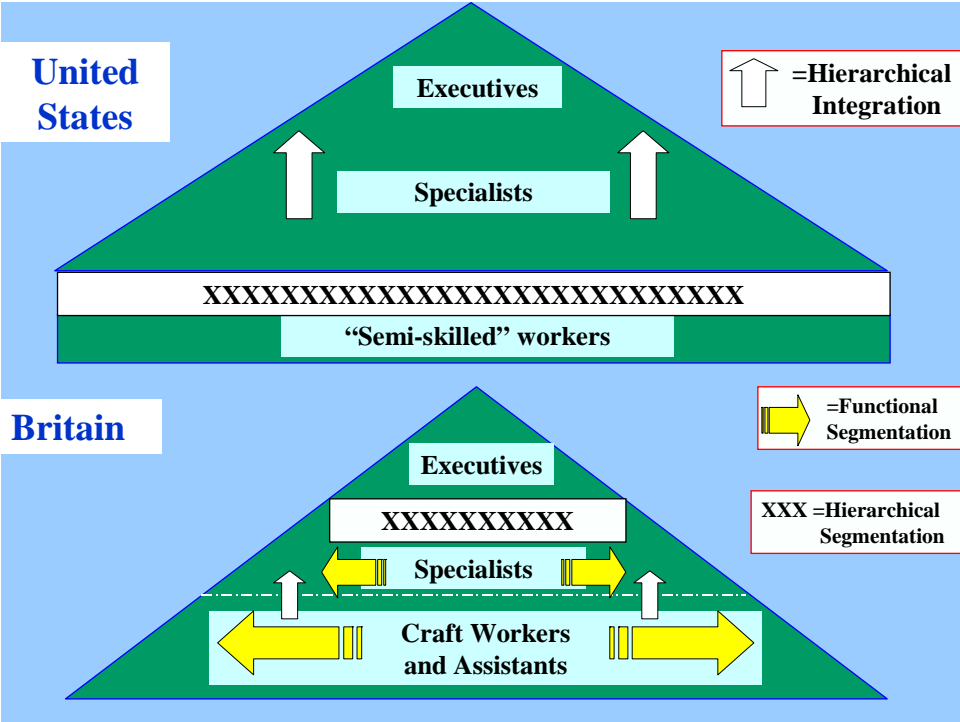 United
States
Executives
=Hierarchical
Integration
Specialists
XXXXXXXXXXXXXXXXXXXXXXXXXXXX
“Semi-skilled” workers
Britain
=Functional
Segmentation
Executives
XXX =Hierarchical
Segmentation
XXXXXXXXXX
Specialists
Craft Workers
and Assistants